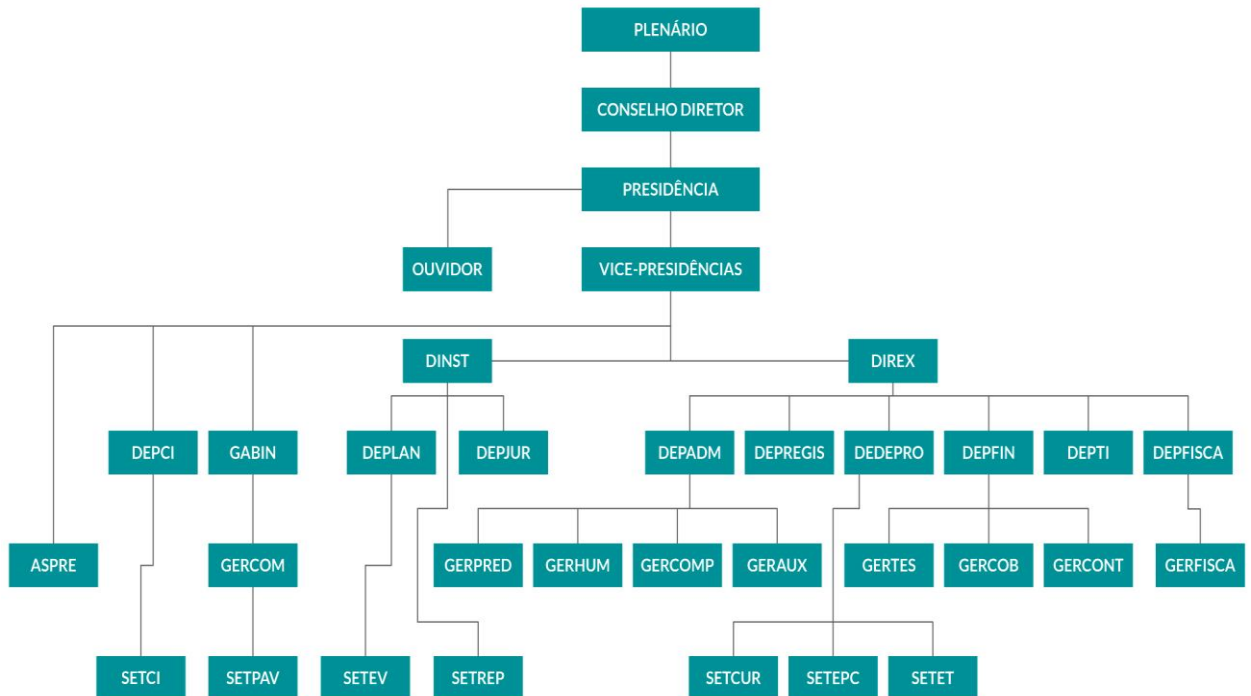 PLENÁRIO
CONSELHO DIRETOR
PRESIDÊNCIA
OUVIDOR
VICE-PRESIDÊNCIAS
DINST
DIREX
DEPCI
GABIN
DEPLAN
DEPJUR
DEPADM
DEPREGIS
DEDEPRO
DEPFIN
DEPTI
DEPFISCA
ASPRE
GERCOM
GERPRED
GERHUM
GERCOMP
GERAUX
GERTES
GERCOB
GERCONT
GERFISCA
SETCI
SETPAV
SETEV
SETREP
SETCUR
SETEPC
SETET